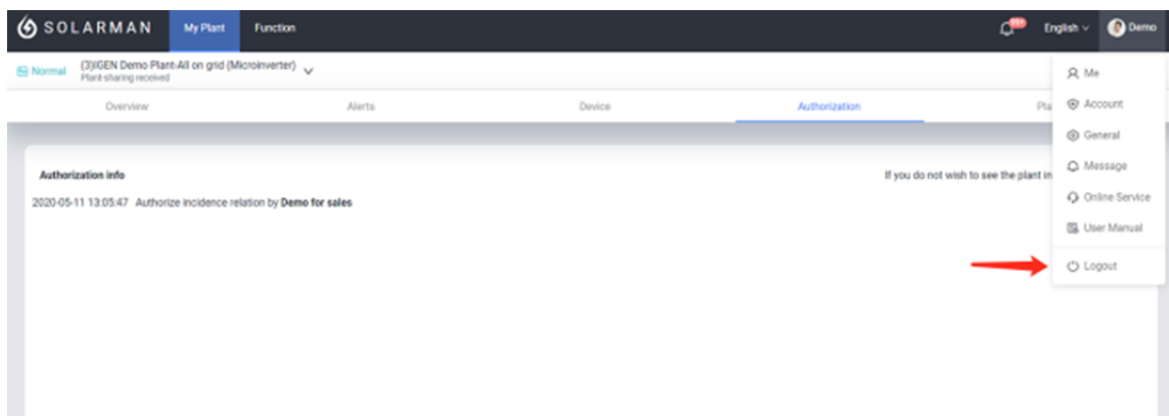 SOLARMAN My Plant Function 99+ English Demo
Normal (3)IGEN Demo Plant-All on grid (Microinverter)
Plant-sharing received
Overview Alerts Device Authorization
Me
Account
General
Message
Online Service
User Manual
Logout
Authorization info If you do not wish to see the plant in
2020-05-11 13:05:47 Authorize incidence relation by Demo for sales